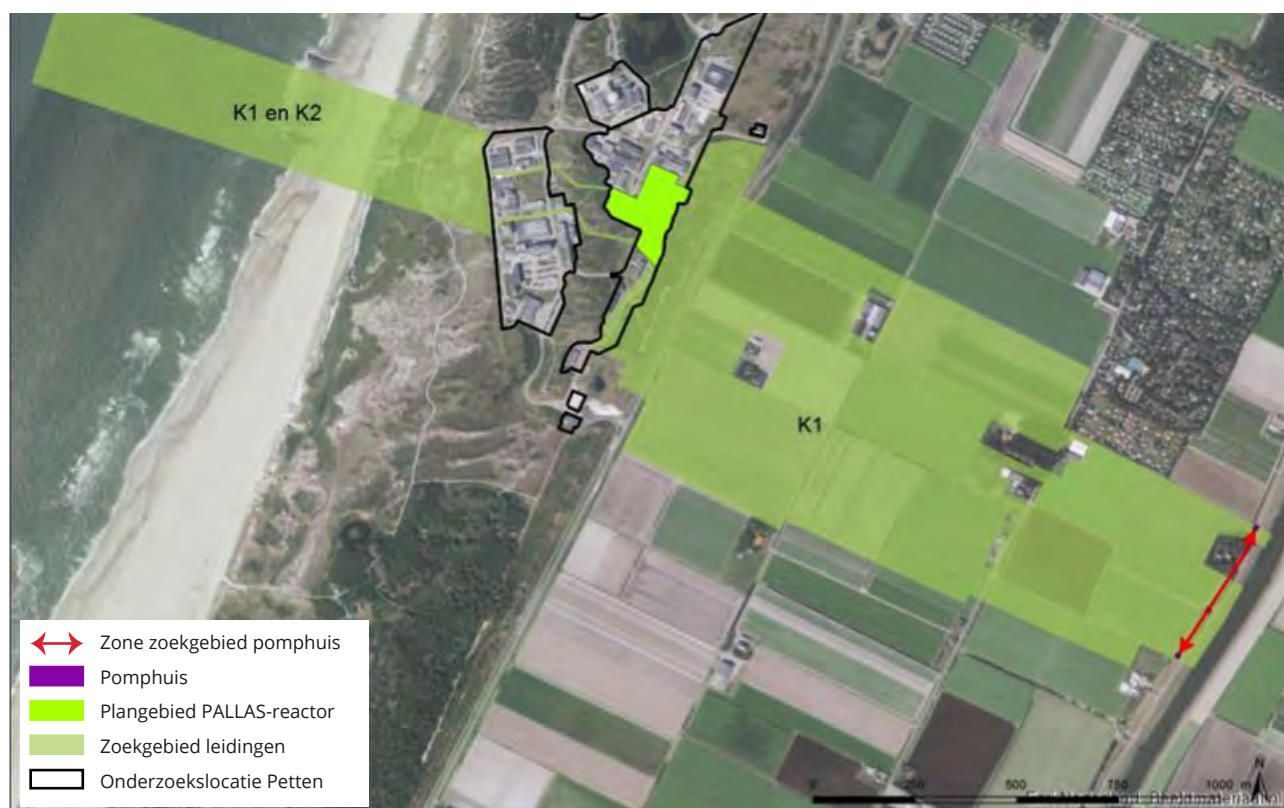 K1 en K2
K1
Zone zoekgebied pomphuis
Pomphuis
Plangebied PALLAS-reactor
Zoekgebied leidingen
Onderzoekslocatie Petten
N
0 250 500 750 1000 m